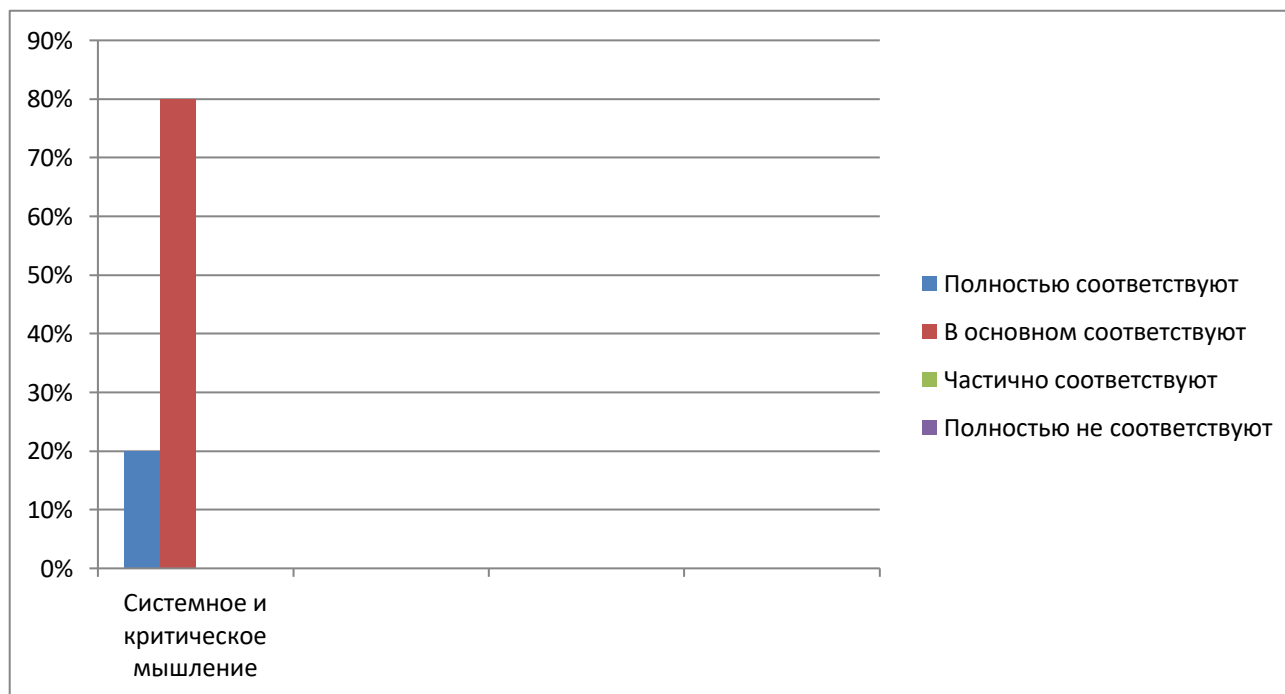 90%
80%
70%
60%
50%
40%
30%
20%
10%
0%
Системное и
критическое
мышление
Полностью соответствуют
В основном соответствуют
Частично соответствуют
Полностью не соответствуют